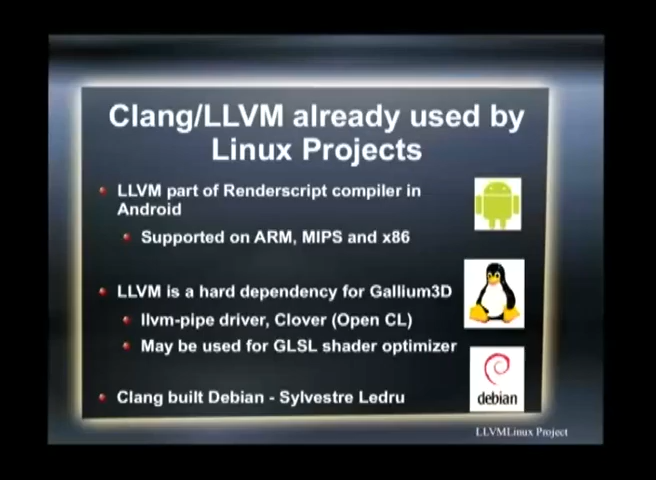 Clang/LLVM already used by
Linux Projects
LLVM part of Renderscript compiler in
Android
Supported on ARM, MIPS and x86
LLVM is a hard dependency for Gallium3D
llvm-pipe driver, Clover (Open CL)
May be used for GLSL shader optimizer
debian
Clang built Debian - Sylvestre Ledru
LLVMLinux Project